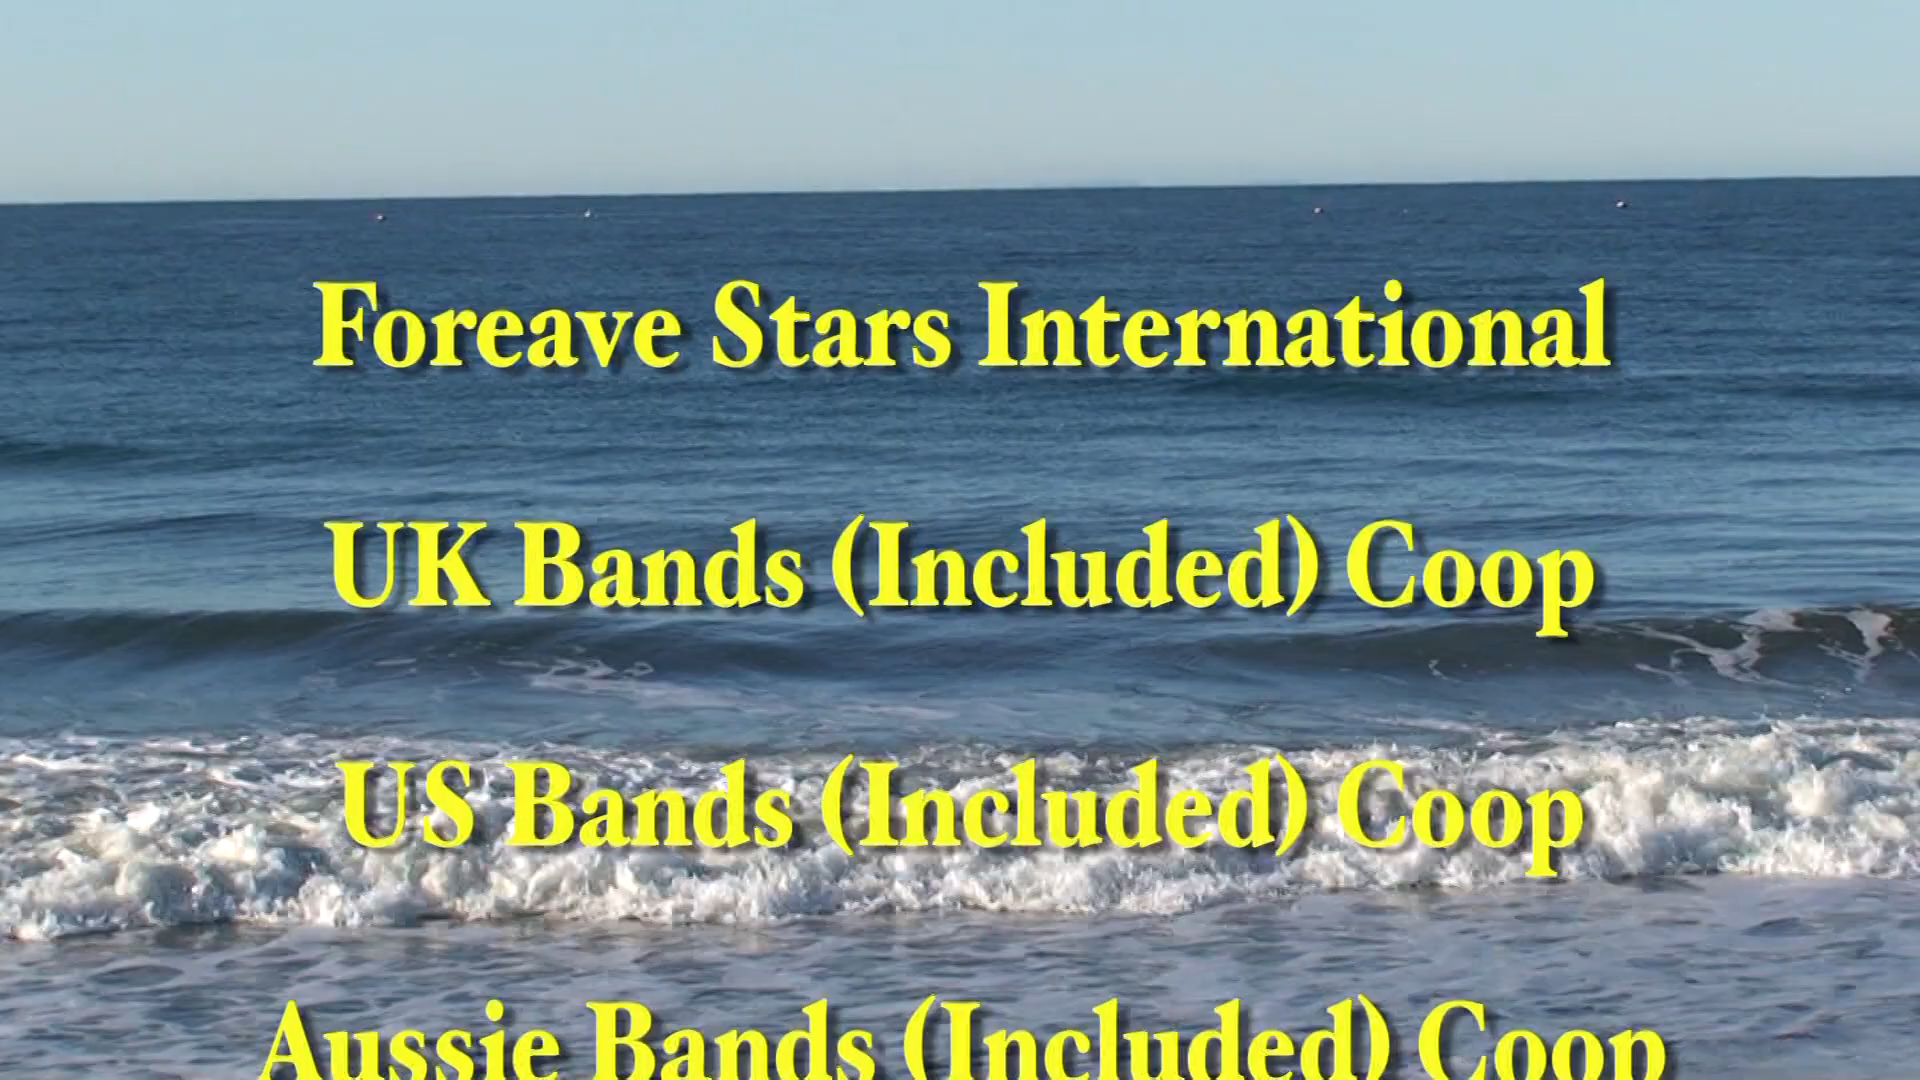 Foreave Stars International
UK Bands (Included) Coop
US Bands (Included) Coop
Aussie Bands (Included) Coop